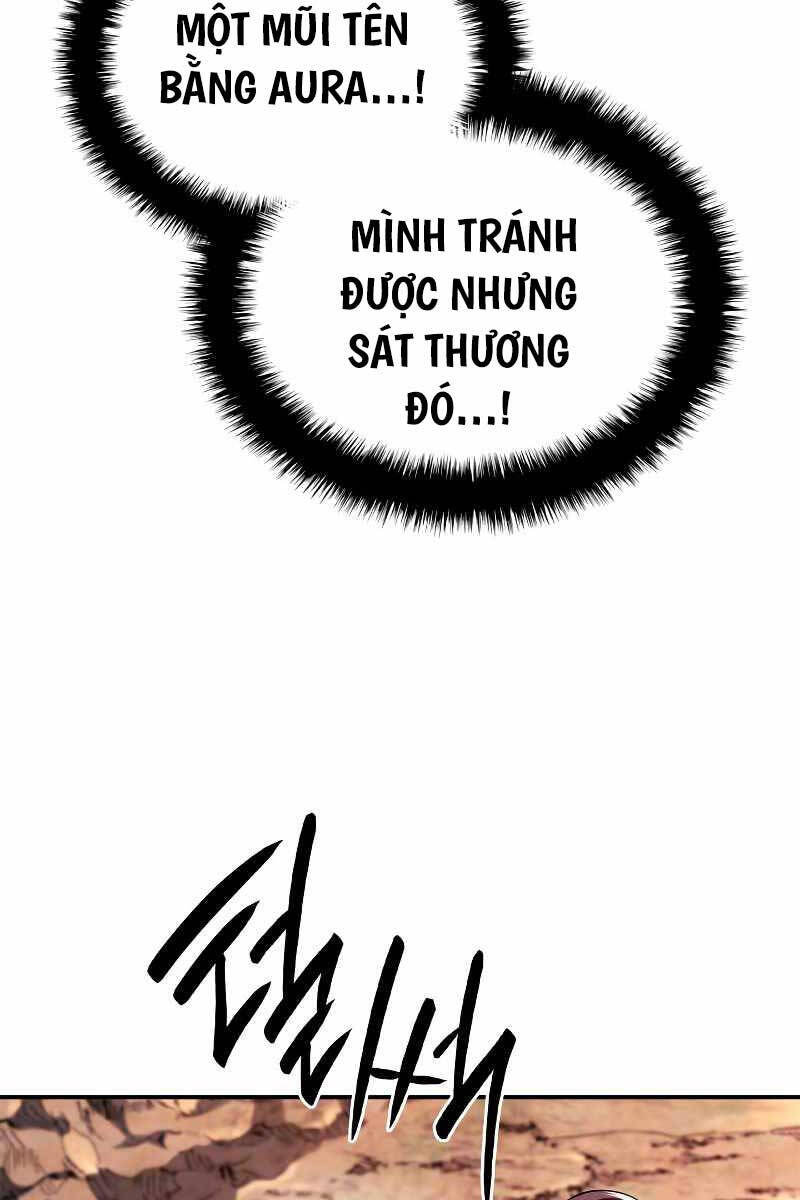 MỘT MŨI TÊN
BẰNG AURA...!
MÌNH TRÁNH
ĐƯỢC NHƯNG
SÁT THƯƠNG
ĐÓ...!